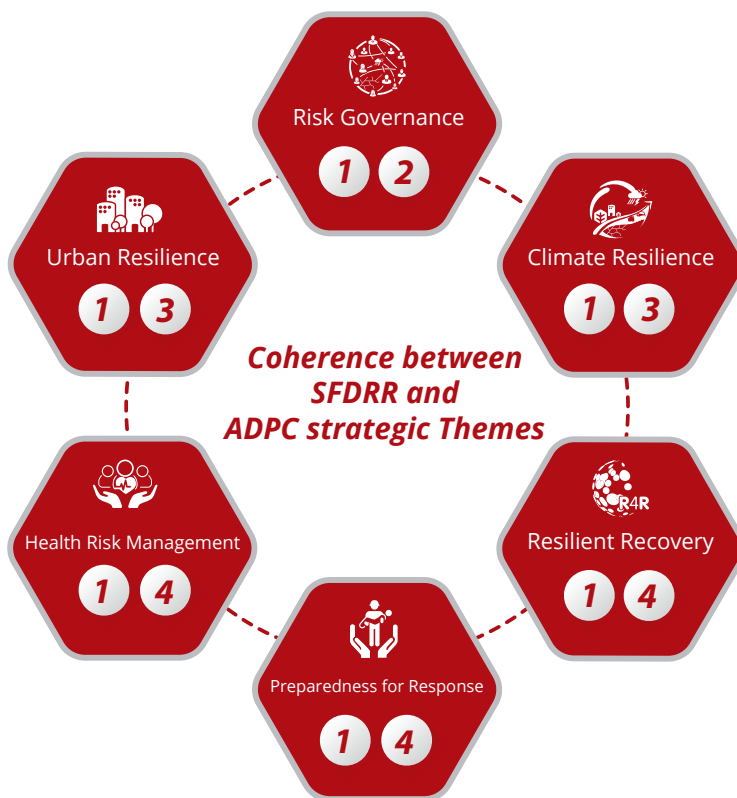 Risk Governance
1 2
Urban Resilience
1 3
Climate Resilience
1 3
Coherence between
SFDRR and
ADPC strategic Themes
Health Risk Management
1 4
R4R
Resilient Recovery
1 4
Preparedness for Response
1 4